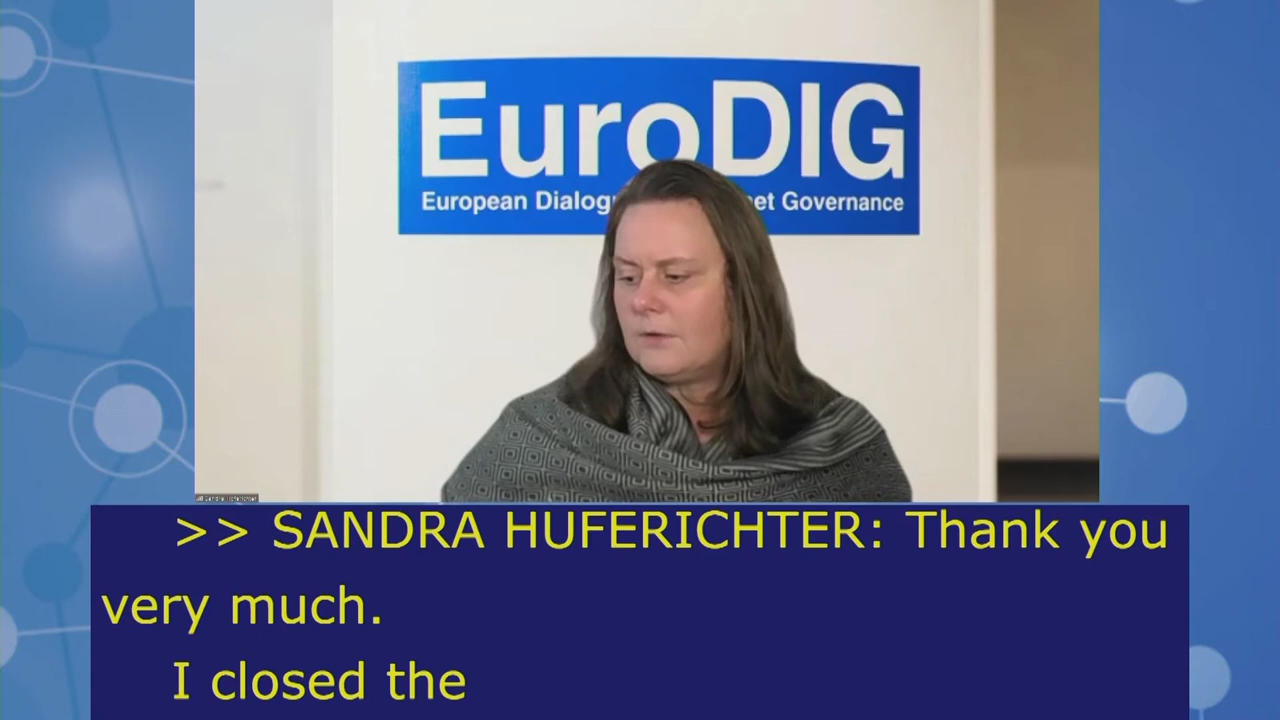 EuroDIG
European Dialog et Governance
>> SANDRA HUFERICHTER: Thank you
very much.
I closed the